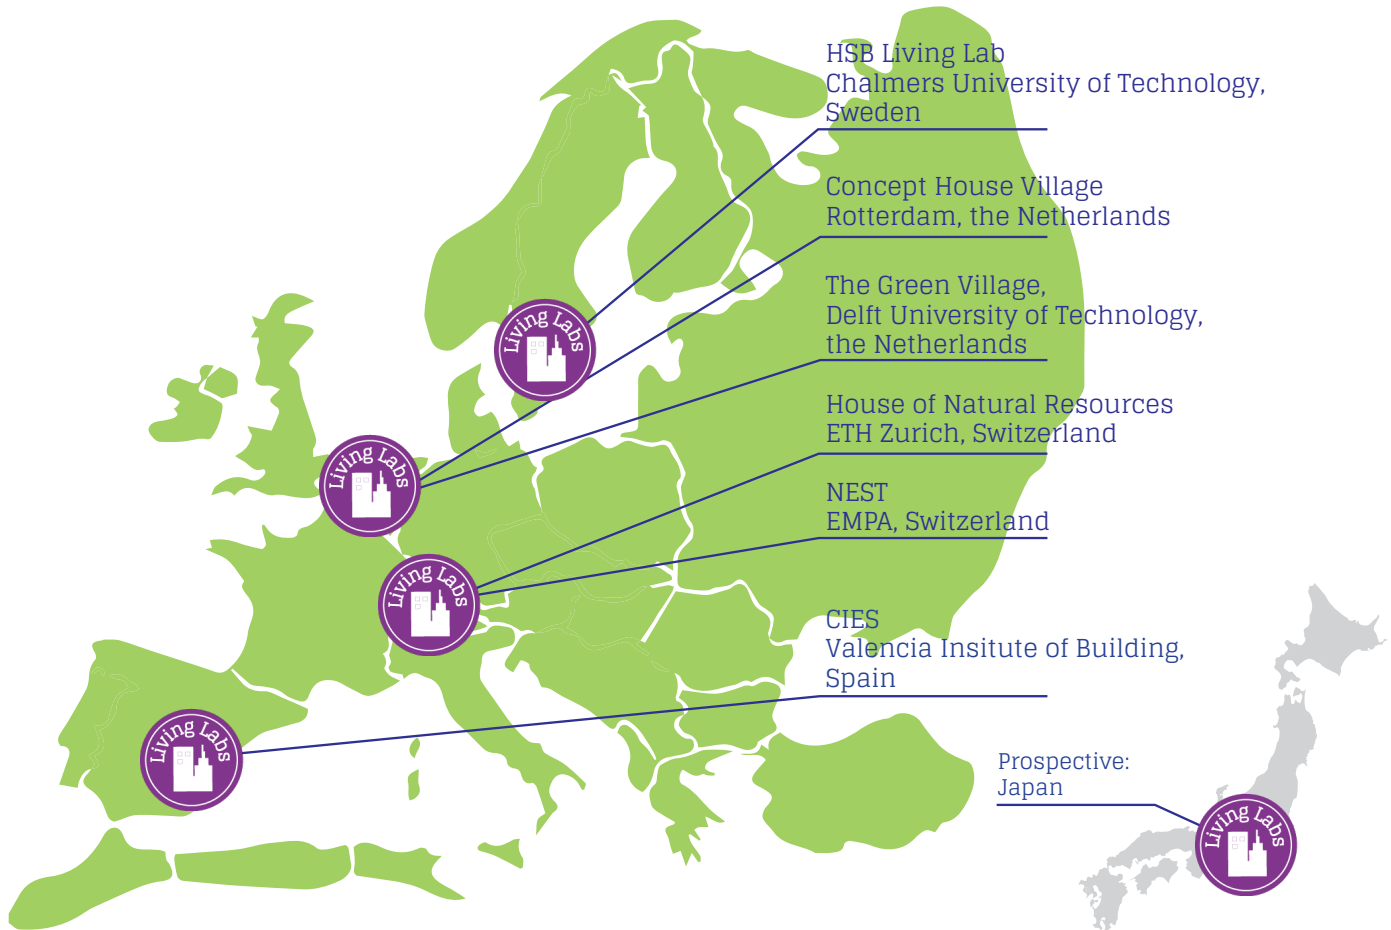 HSB Living Lab
Chalmers University of Technology,
Sweden
Concept House Village
Rotterdam, the Netherlands
The Green Village,
Delft University of Technology,
the Netherlands
House of Natural Resources
ETH Zurich, Switzerland
NEST
EMPA, Switzerland
CIES
Valencia Insitute of Building,
Spain
Prospective:
Japan
Living Labs
Living Labs
Living Labs
Living Labs
Living Labs